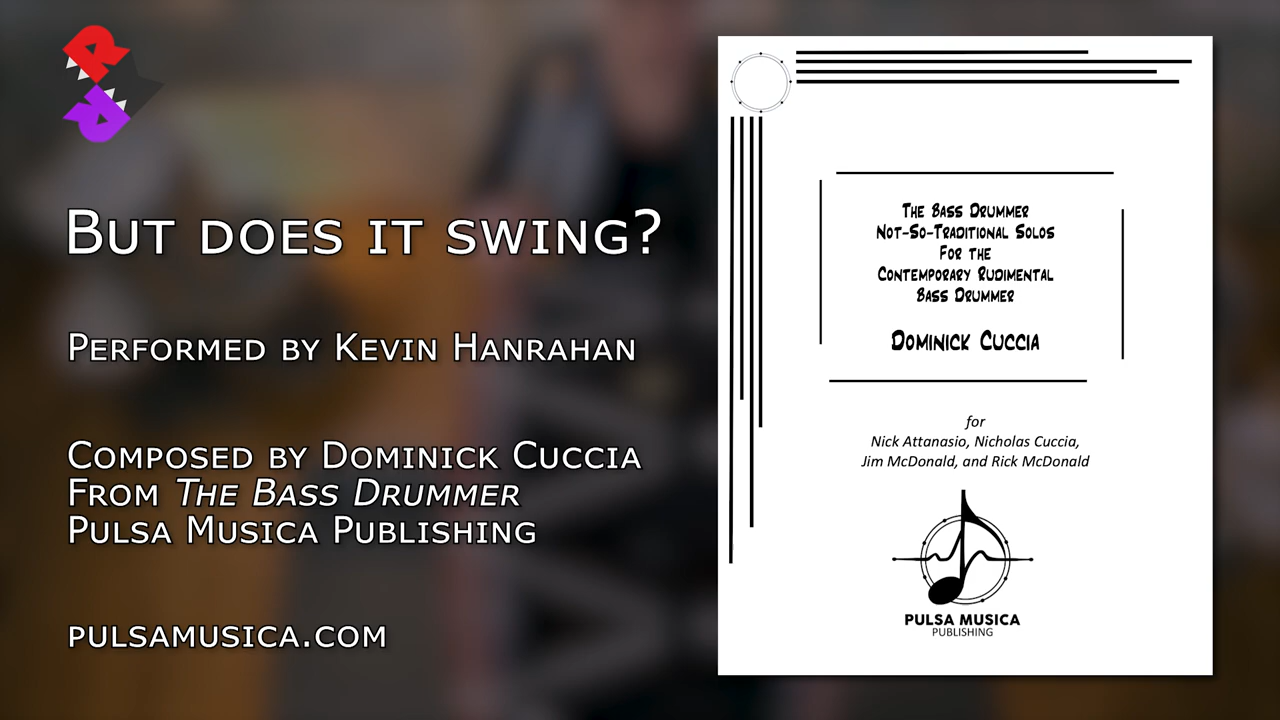 But does it swing?
Performed by Kevin Hanrahan
Composed by Dominick Cuccia
From The Bass Drummer
Pulsa Musica Publishing
pulsamusica.com
The Bass Drummer
Not-So-Traditional Solos
For the
Contemporary Rudimental
Bass Drummer
Dominick Cuccia
for
Nick Attanasio, Nicholas Cuccia,
Jim McDonald, and Rick McDonald
PULSA MUSICA
PUBLISHING